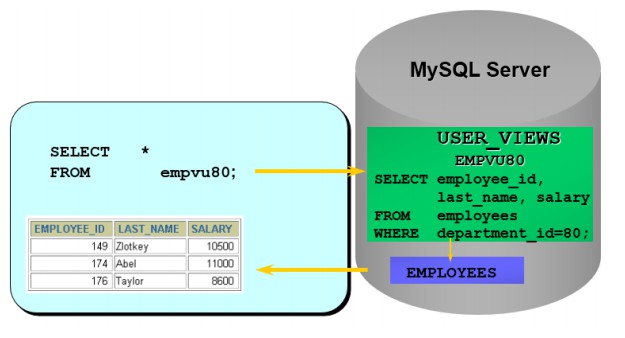 MySQL Server
SELECT *
FROM empvu80;
USER_VIEWS
EMPVU80
SELECT employee_id,
last_name, salary
FROM employees
WHERE department_id=80;
EMPLOYEE_ID LAST_NAME SALARY
149 Zlotkey 10500
174 Abel 11000
176 Taylor 8600
EMPLOYEES